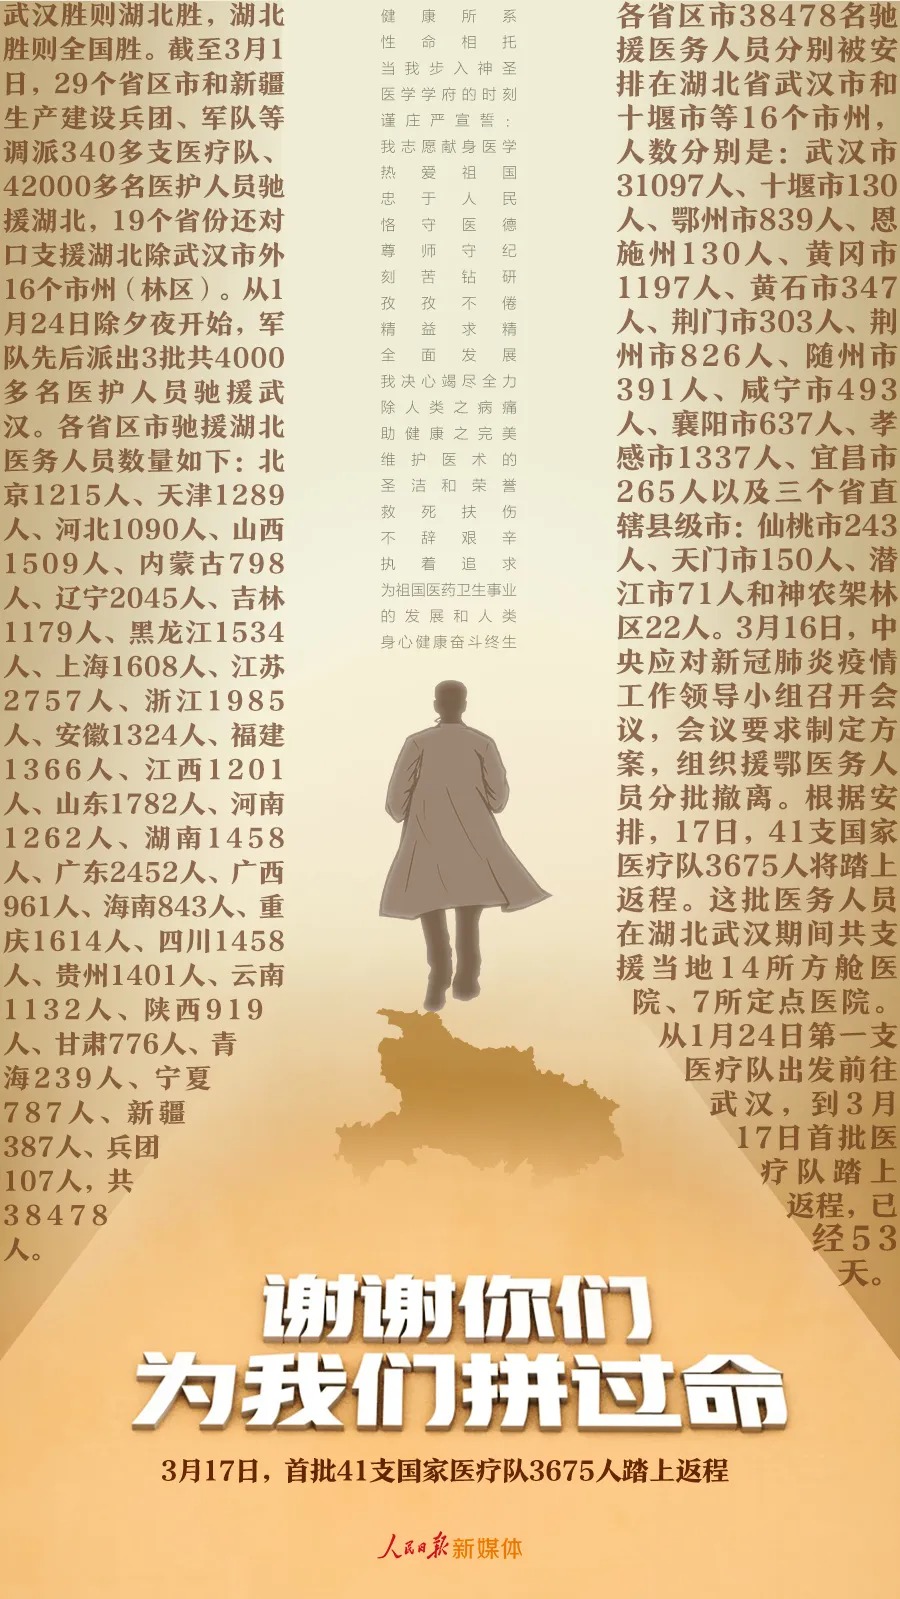 武汉胜则湖北胜，湖北
胜则全国胜。截至3月1
日，29个省区市和新疆
生产建设兵团、军队等
调派340多支医疗队、
42000多名医护人员驰
援湖北，19个省份还对
口支援湖北除武汉市外
16个市州（林区）。从1
月24日除夕夜开始，军
队先后派出3批共4000
多名医护人员驰援武
汉。各省区市驰援湖北
医务人员数量如下：北
京1215人、天津1289
人、河北1090人、山西
1509人、内蒙古798
人、辽宁2045人、吉林
1179人、黑龙江1534
人、上海1608人、江苏
2757人、浙江1985
人、安徽1324人、福建
1366人、江西1201
人、山东1782人、河南
1262人、湖南1458
人、广东2452人、广西
961人、海南843人、重
庆1614人、四川1458
人、贵州1401人、云南
1132人、陕西919
人、甘肃776人、青
海239人、宁夏
787人、新疆
387人、兵团
107人，共
38478
人。
健康所系
性命相托
当我步入神圣
医学学府的时刻
谨庄严宣誓：
我志愿献身医学
热爱祖国
忠于人民
恪守医德
尊师守纪
刻苦钻研
孜孜不倦
精益求精
全面发展
我决心竭尽全力
除人类之病痛
助健康之完美
维护医术的
圣洁和荣誉
救死扶伤
不辞艰辛
执着追求
为祖国医药卫生事业
的发展和人类
身心健康奋斗终生
各省区市38478名驰
援医务人员分别被安
排在湖北省武汉市和
十堰市等16个市州，
人数分别是：武汉市
31097人、十堰市130
人、鄂州市839人、恩
施州130人、黄冈市
1197人、黄石市347
人、荆门市303人、荆
州市826人、随州市
391人、咸宁市493
人、襄阳市637人、孝
感市1337人、宜昌市
265人以及三个省直
辖县级市：仙桃市243
人、天门市150人、潜
江市71人和神农架林
区22人。3月16日，中
央应对新冠肺炎疫情
工作领导小组召开会
议，会议要求制定方
案，组织援鄂医务人
员分批撤离。根据安
排，17日，41支国家
医疗队3675人将踏上
返程。这批医务人员
在湖北武汉期间共支
援当地14所方舱医
院、7所定点医院。
从1月24日第一支
医疗队出发前往
武汉，到3月
17日首批医
疗队踏上
返程，已
经53
天。
谢谢你们
为我们拼过命
3月17日，首批41支国家医疗队3675人踏上返程
人民日报新媒体